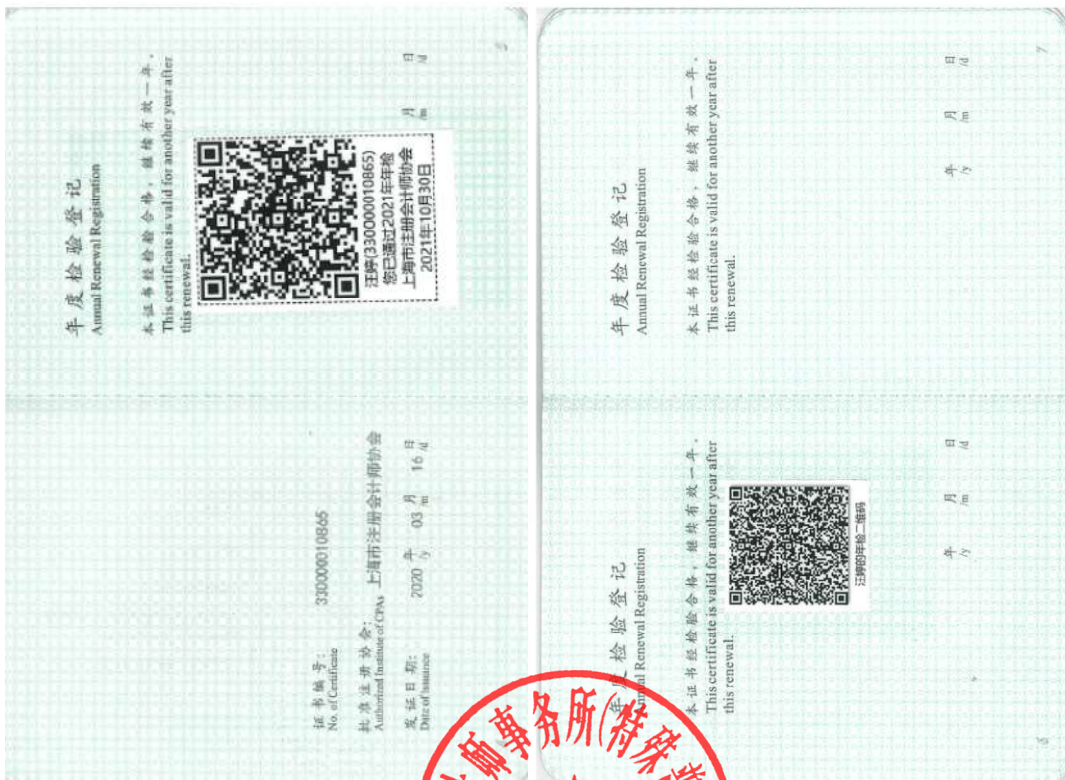 年度检验登记
Annual Renewal Registration
本证书经检验合格，继续有效一年。
This certificate is valid for another year after
this renewal.
汪婷(330000010865)
您已通过2021年年检
上海市注册会计师协会
2021年10月30日
月 日
/m /d
5
证书编号： 330000010865
No. of Certificate
批准注册协会： 上海市注册会计师协会
Authorized Institute of CPAs
发证日期： 2020 年 03 月 16 日
Date of Issuance /y /m /d
4
年度检验登记
Annual Renewal Registration
本证书经检验合格，继续有效一年。
This certificate is valid for another year after
this renewal.
年 月 日
/y /m /d
7
年度检验登记
Annual Renewal Registration
本证书经检验合格，继续有效一年。
This certificate is valid for another year after
this renewal.
汪婷的年检二维码
年 月 日
/y /m /d
6
师事务所(特殊